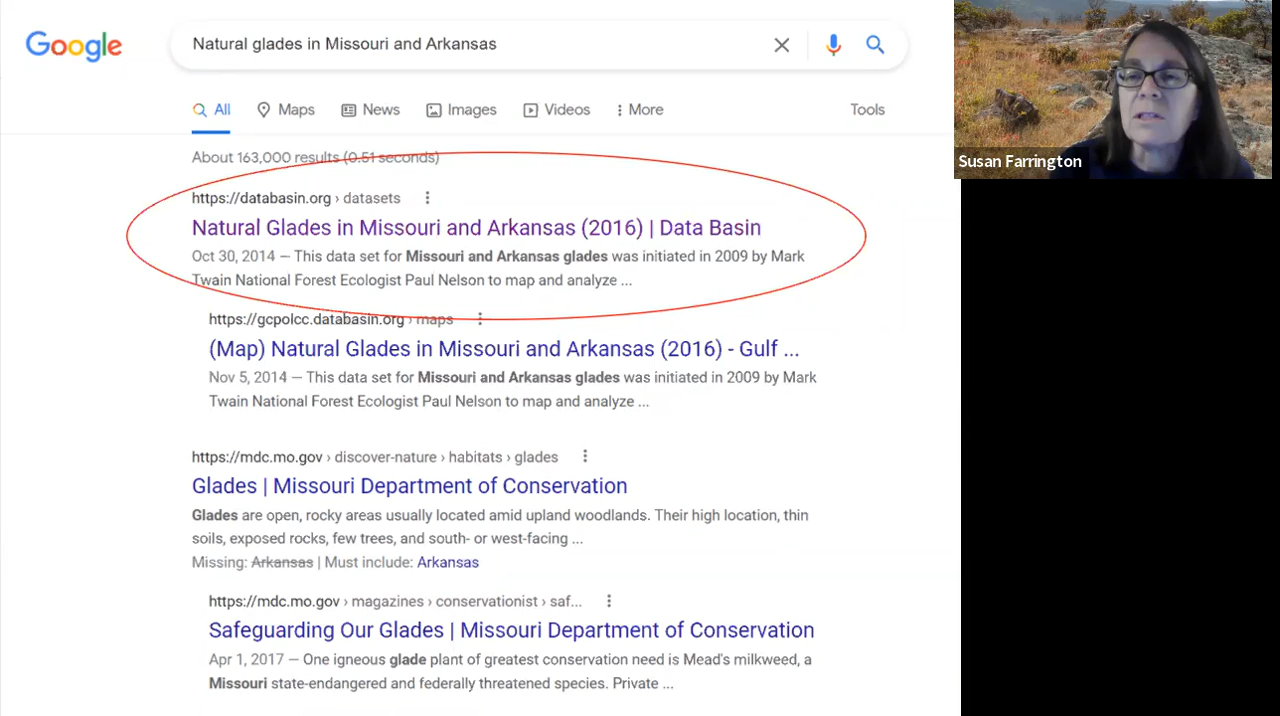 Google
Natural glades in Missouri and Arkansas
All Maps News Images Videos More Tools
About 163,000 results (0.51 seconds)
https://databasin.org › datasets
Natural Glades in Missouri and Arkansas (2016) | Data Basin
Oct 30, 2014 — This data set for Missouri and Arkansas glades was initiated in 2009 by Mark
Twain National Forest Ecologist Paul Nelson to map and analyze ...
https://gcpolcc.databasin.org › maps
(Map) Natural Glades in Missouri and Arkansas (2016) - Gulf ...
Nov 5, 2014 — This data set for Missouri and Arkansas glades was initiated in 2009 by Mark
Twain National Forest Ecologist Paul Nelson to map and analyze ...
https://mdc.mo.gov › discover-nature › habitats › glades
Glades | Missouri Department of Conservation
Glades are open, rocky areas usually located amid upland woodlands. Their high location, thin
soils, exposed rocks, few trees, and south- or west-facing ...
Missing: Arkansas | Must include: Arkansas
https://mdc.mo.gov › magazines › conservationist › saf...
Safeguarding Our Glades | Missouri Department of Conservation
Apr 1, 2017 — One igneous glade plant of greatest conservation need is Mead's milkweed, a
Missouri state-endangered and federally threatened species. Private ...
Susan Farrington